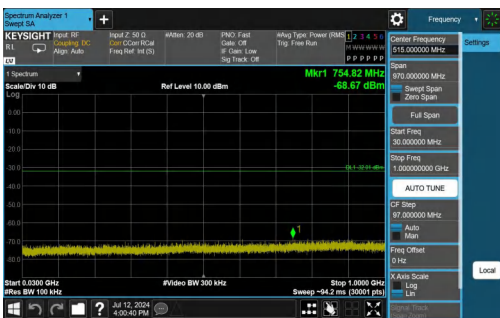 Spectrum Analyzer 1
Swept SA
Frequency
KEYSIGHT
RL
LV
Input: RF
Coupling: DC
Align: Auto
Input Z: 50 Ω
Corr CCorr RCal
Freq Ref: Int (S)
#Atten: 20 dB
PNO: Fast
Gate: Off
IF Gain: Low
Sig Track: Off
#Avg Type: Power (RMS
Trig: Free Run
1 2 3 4 5 6
M W W W W W
P P P P P P
1 Spectrum
Scale/Div 10 dB
Log
Ref Level 10.00 dBm
Mkr1 754.82 MHz
-68.67 dBm
0.00
-10.0
-20.0
-30.0
-40.0
-50.0
-60.0
-70.0
-80.0
1
Start 0.0300 GHz
#Res BW 100 kHz
#Video BW 300 kHz
Stop 1.0000 GHz
Sweep ~94.2 ms (30001 pts)
?
Jul 12, 2024
4:00:40 PM
Center Frequency
515.000000 MHz
Span
970.000000 MHz
Swept Span
Zero Span
Full Span
Start Freq
30.000000 MHz
Stop Freq
1.000000000 GHz
AUTO TUNE
CF Step
97.000000 MHz
Auto
Man
Freq Offset
0 Hz
X Axis Scale
Log
Lin
Signal Track
Settings
Local